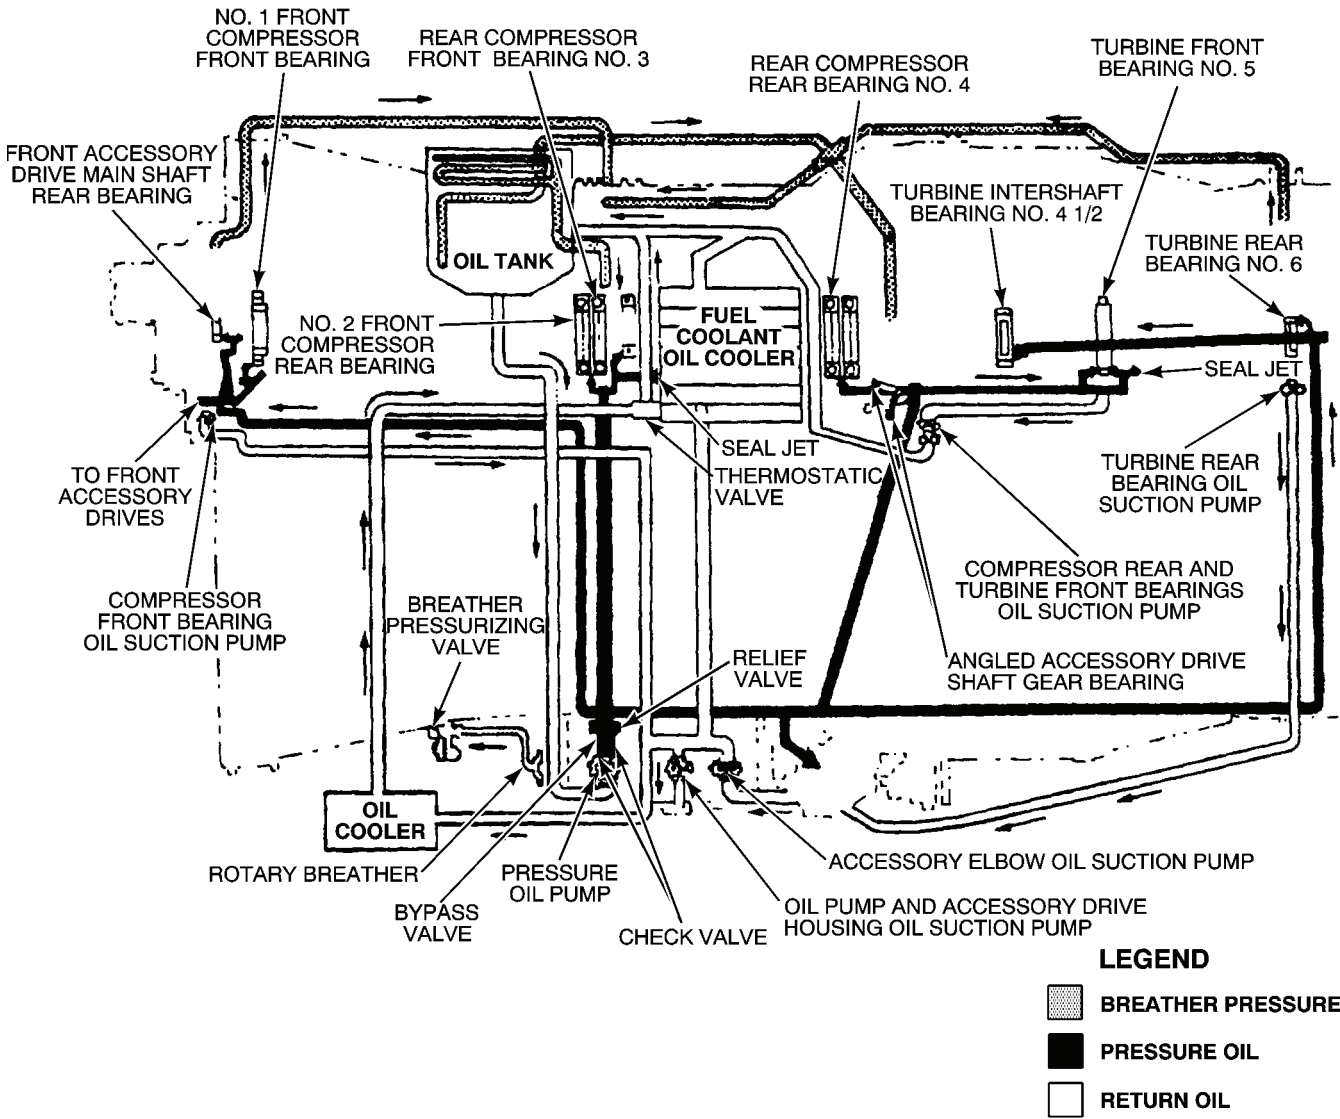 NO. 1 FRONT
COMPRESSOR
FRONT BEARING
REAR COMPRESSOR
FRONT BEARING NO. 3
REAR COMPRESSOR
REAR BEARING NO. 4
TURBINE FRONT
BEARING NO. 5
FRONT ACCESSORY
DRIVE MAIN SHAFT
REAR BEARING
TURBINE INTERSHAFT
BEARING NO. 4 1/2
TURBINE REAR
BEARING NO. 6
OIL TANK
NO. 2 FRONT
COMPRESSOR
REAR BEARING
FUEL
COOLANT
OIL COOLER
SEAL JET
SEAL JET
THERMOSTATIC
VALVE
TO FRONT
ACCESSORY
DRIVES
TURBINE REAR
BEARING OIL
SUCTION PUMP
COMPRESSOR
FRONT BEARING
OIL SUCTION PUMP
BREATHER
PRESSURIZING
VALVE
COMPRESSOR REAR AND
TURBINE FRONT BEARINGS
OIL SUCTION PUMP
RELIEF
VALVE
ANGLED ACCESSORY DRIVE
SHAFT GEAR BEARING
OIL
COOLER
ROTARY BREATHER
BYPASS
VALVE
PRESSURE
OIL PUMP
CHECK VALVE
ACCESSORY ELBOW OIL SUCTION PUMP
OIL PUMP AND ACCESSORY DRIVE
HOUSING OIL SUCTION PUMP
LEGEND
BREATHER PRESSURE
PRESSURE OIL
RETURN OIL